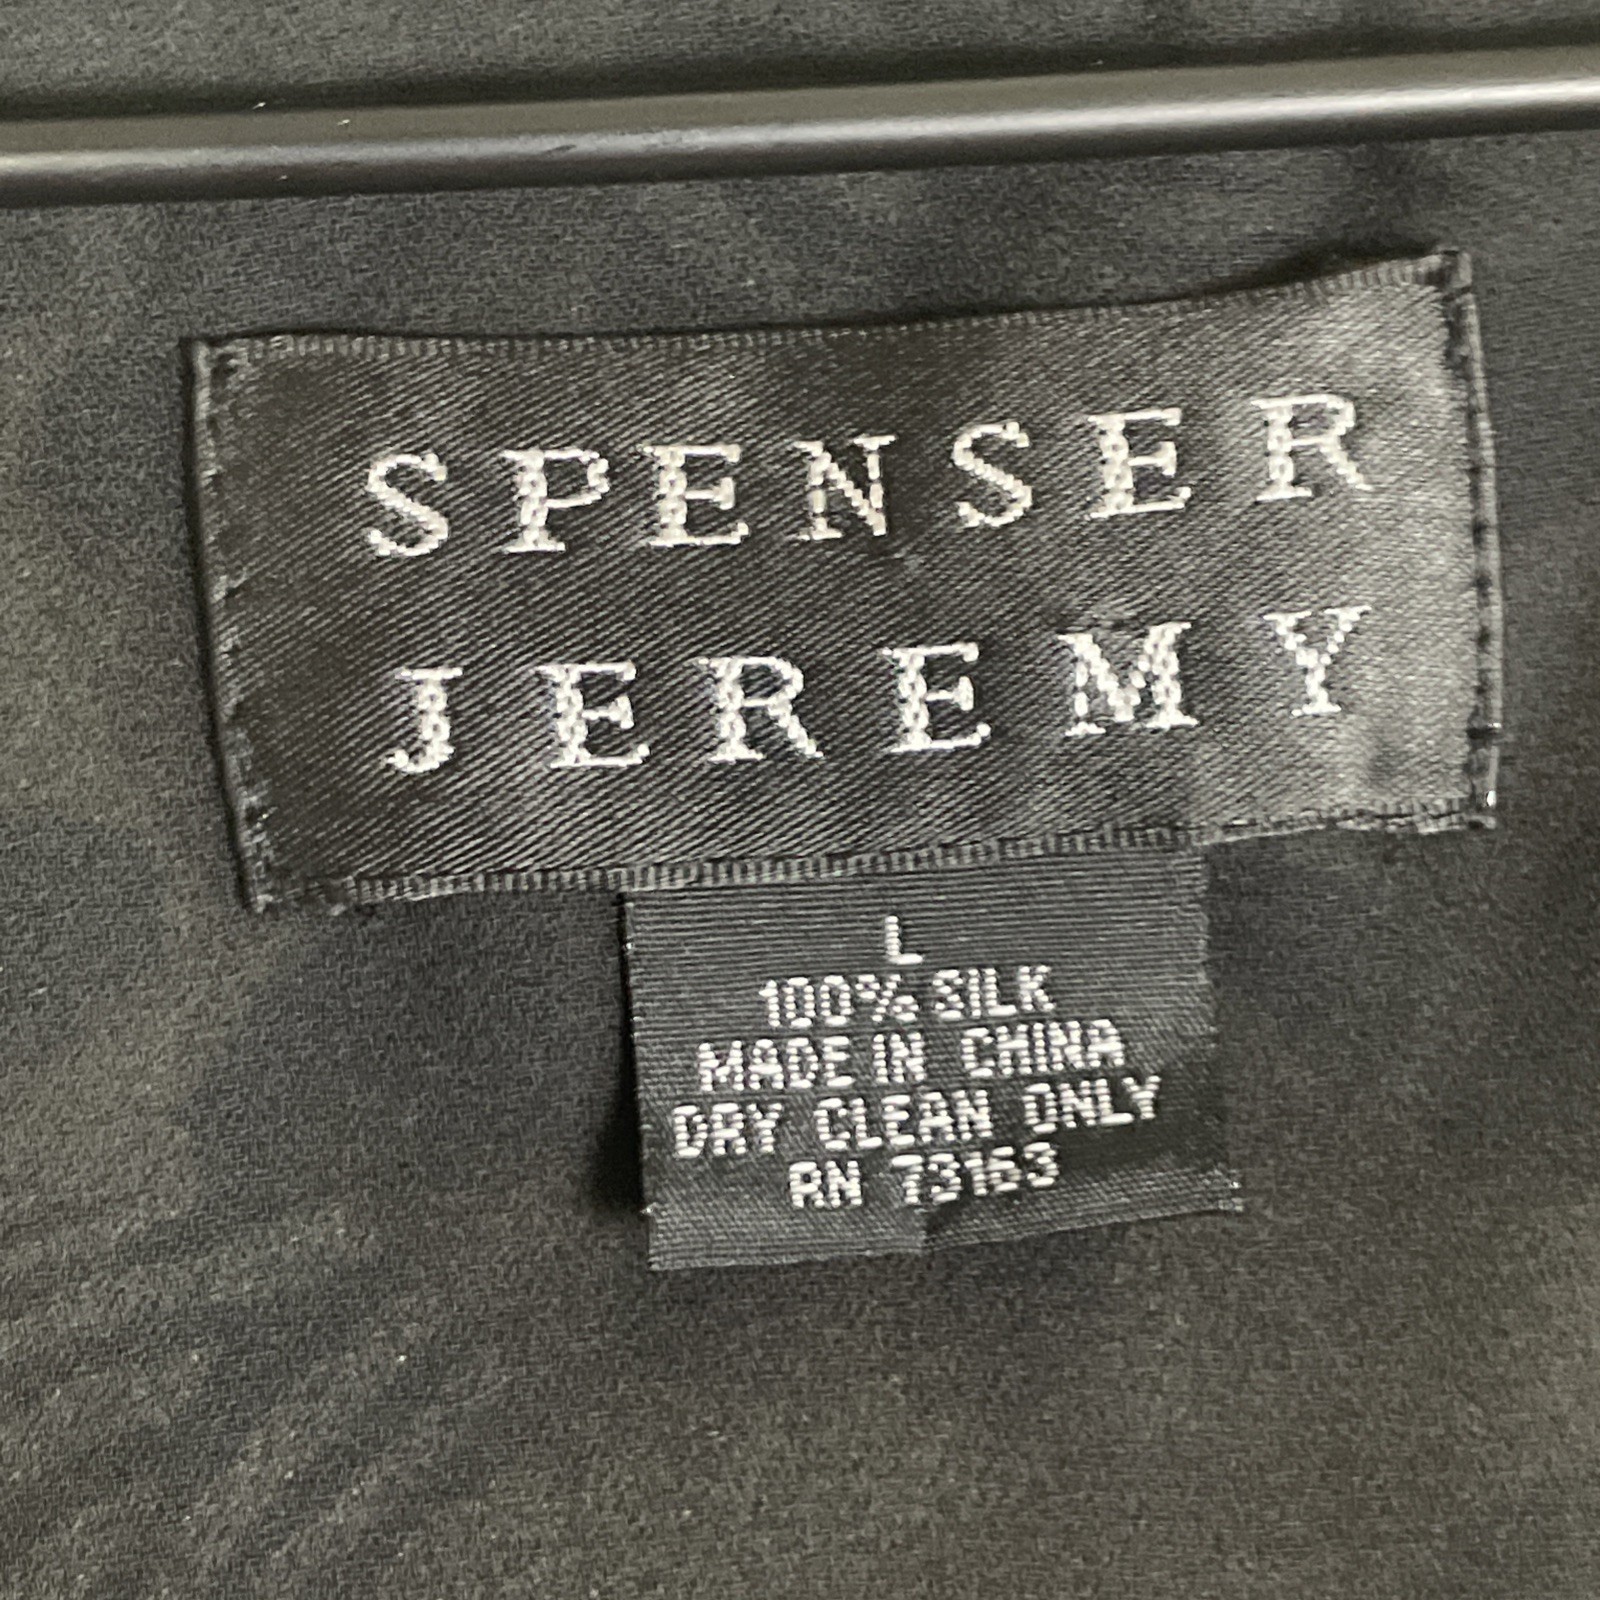 SPENSER
JEREMY
L
100% SILK
MADE IN CHINA
DRY CLEAN ONLY
RN 73163